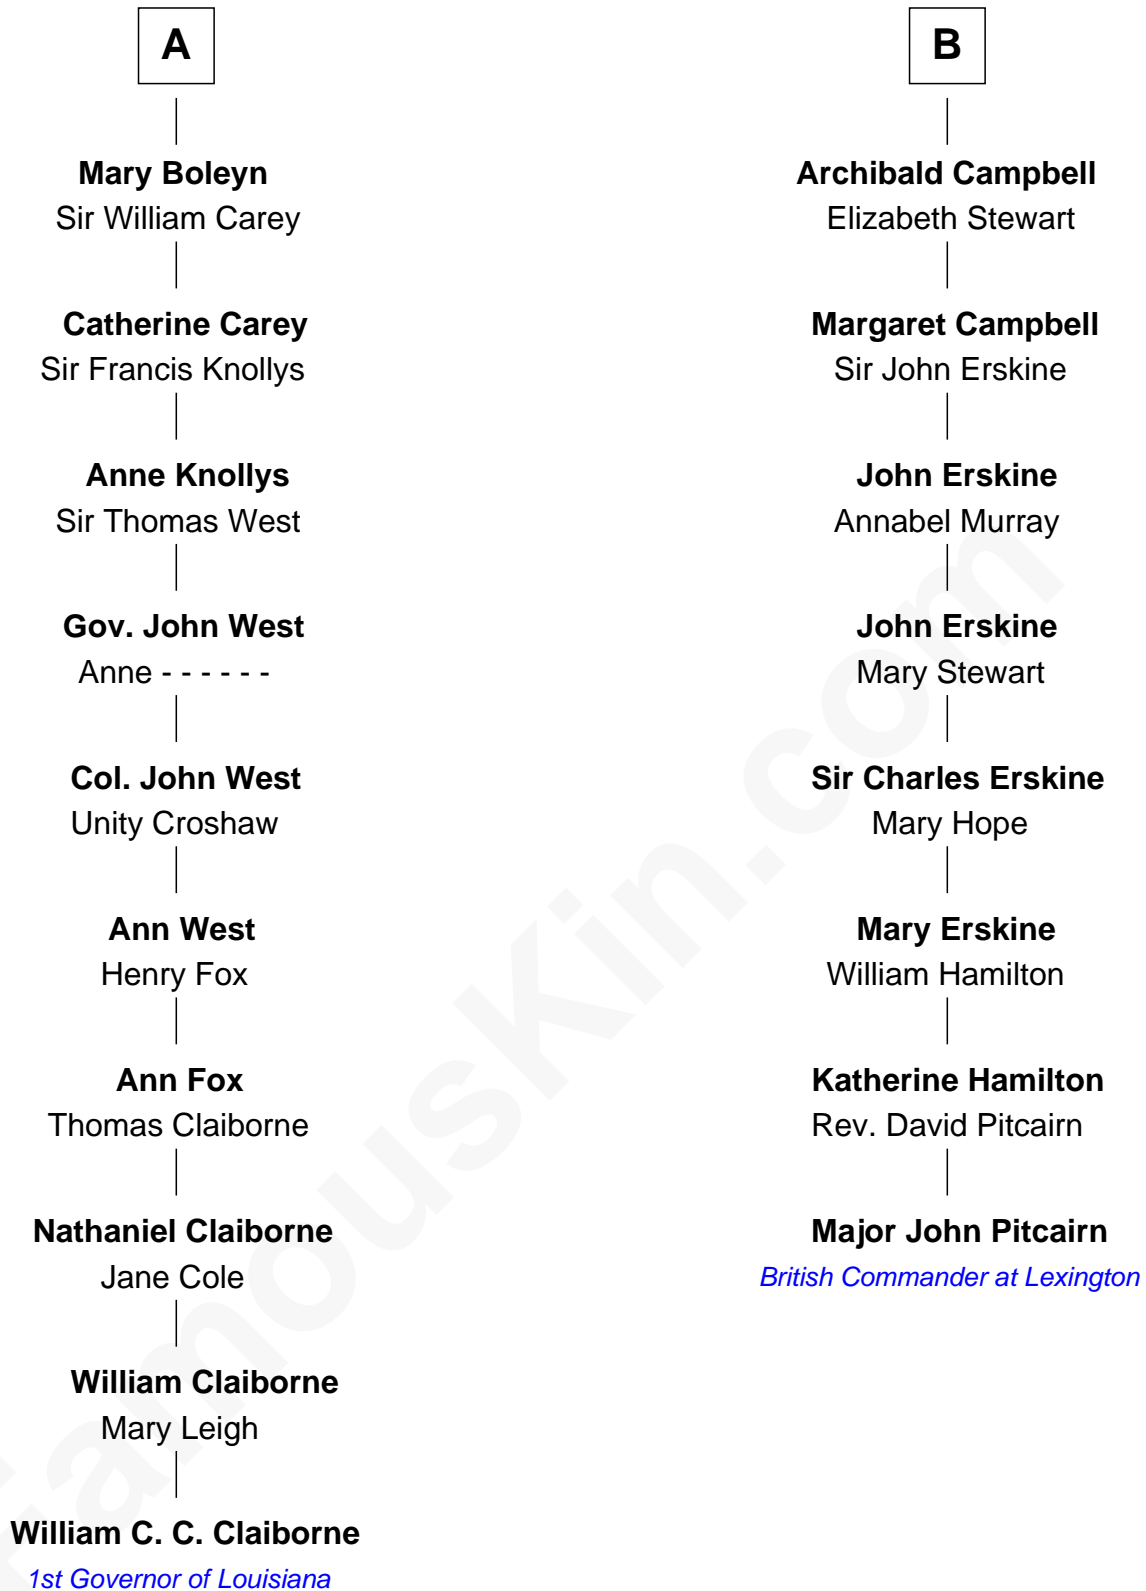 A
Mary Boleyn
Sir William Carey
Catherine Carey
Sir Francis Knollys
Anne Knollys
Sir Thomas West
Gov. John West
Anne - - - - - -
Col. John West
Unity Croshaw
Ann West
Henry Fox
Ann Fox
Thomas Claiborne
Nathaniel Claiborne
Jane Cole
William Claiborne
Mary Leigh
William C. C. Claiborne
1st Governor of Louisiana
B
Archibald Campbell
Elizabeth Stewart
Margaret Campbell
Sir John Erskine
John Erskine
Annabel Murray
John Erskine
Mary Stewart
Sir Charles Erskine
Mary Hope
Mary Erskine
William Hamilton
Katherine Hamilton
Rev. David Pitcairn
Major John Pitcairn
British Commander at Lexington
FamousKin.com